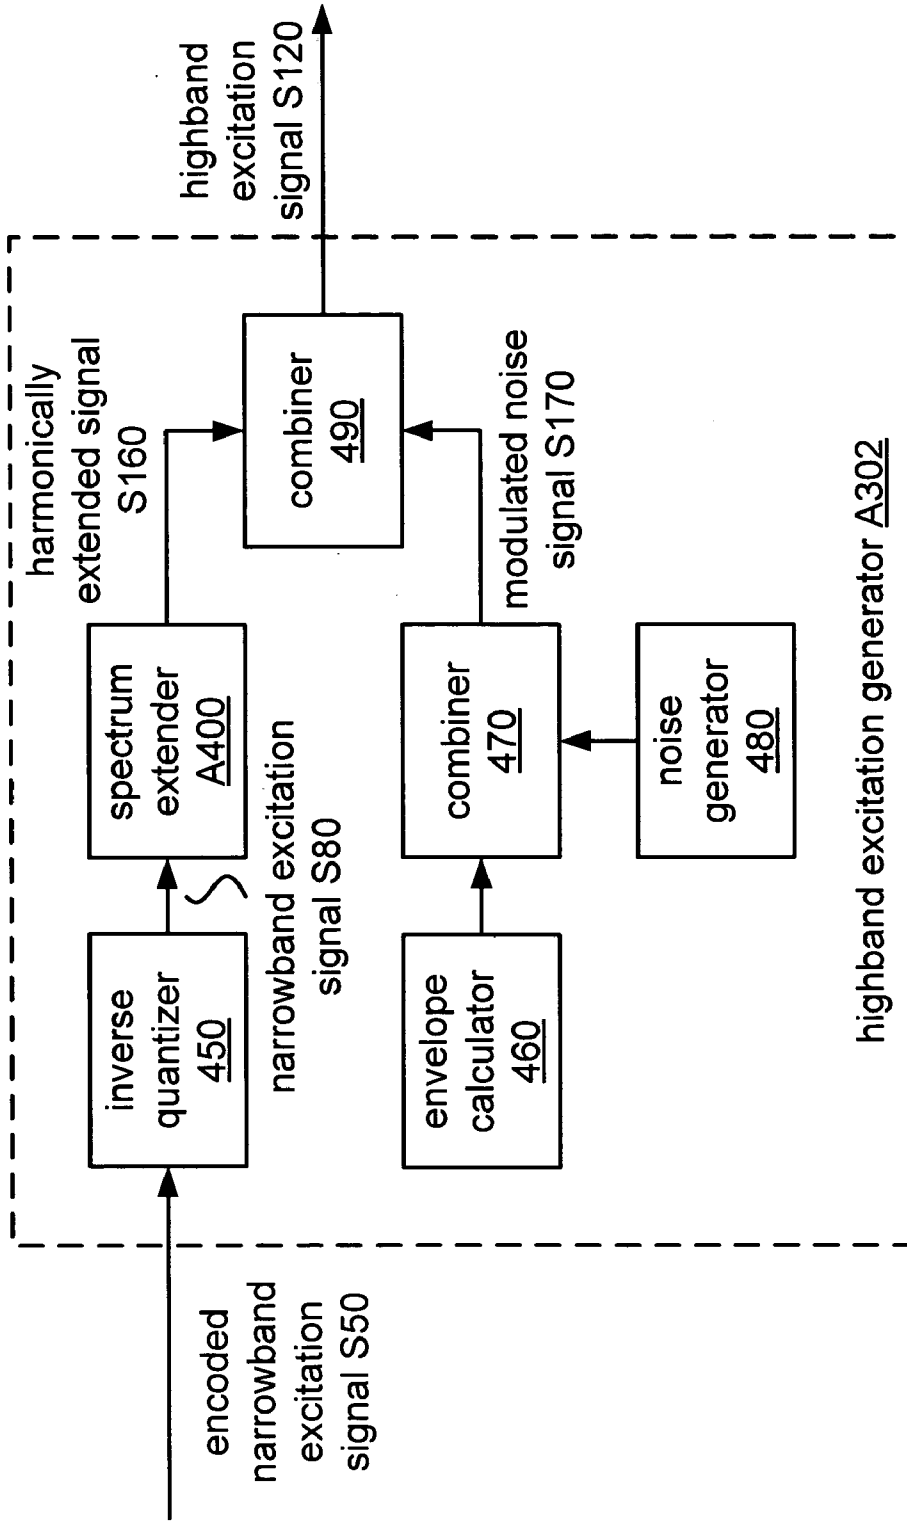 encoded
narrowband
excitation
signal S50
inverse
quantizer
450
narrowband excitation
signal S80
spectrum
extender
A400
harmonically
extended signal
S160
combiner
490
highband
excitation
signal S120
envelope
calculator
460
combiner
470
modulated noise
signal S170
noise
generator
480
highband excitation generator A302